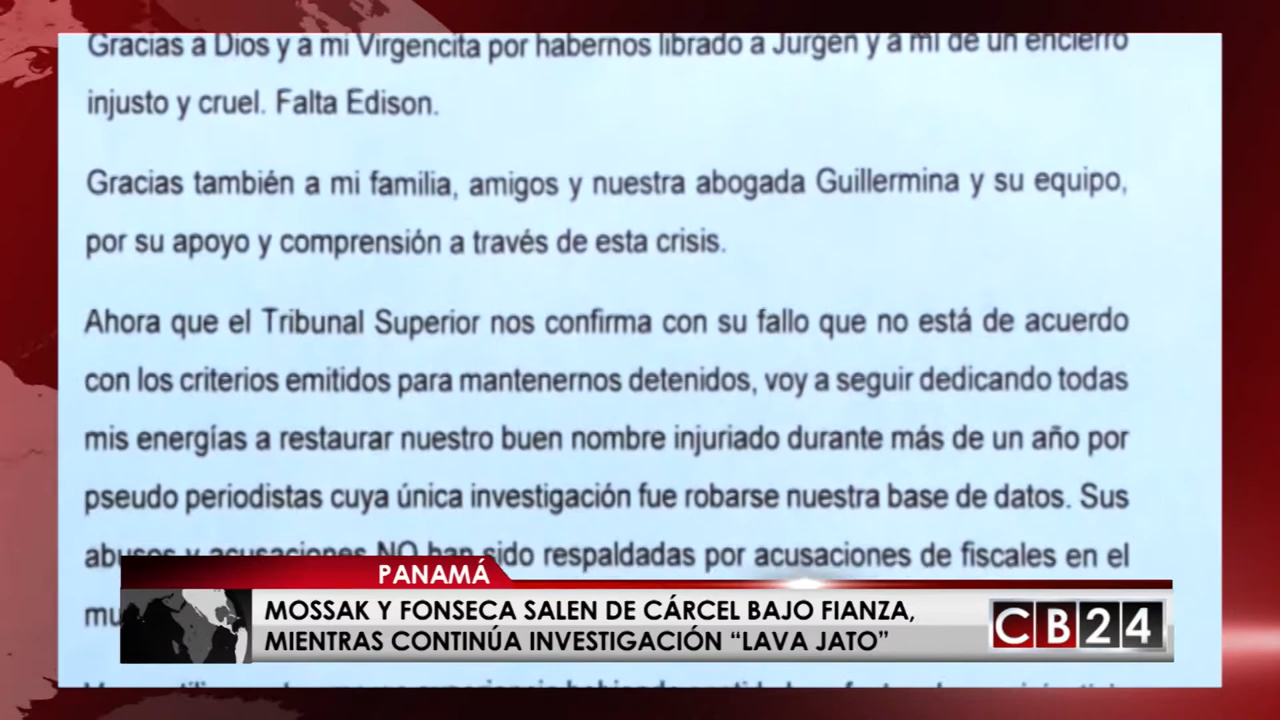 Gracias a Dios y a mi Virgencita por habernos librado a Jurgen y a mí de un encierro
injusto y cruel. Falta Edison.
Gracias también a mi familia, amigos y nuestra abogada Guillermina y su equipo,
por su apoyo y comprensión a través de esta crisis.
Ahora que el Tribunal Superior nos confirma con su fallo que no está de acuerdo
con los criterios emitidos para mantenernos detenidos, voy a seguir dedicando todas
mis energías a restaurar nuestro buen nombre injuriado durante más de un año por
pseudo periodistas cuya única investigación fue robarse nuestra base de datos. Sus
abusos y acusaciones NO han sido respaldadas por acusaciones de fiscales en el
PANAMÁ
MOSSAK Y FONSECA SALEN DE CÁRCEL BAJO FIANZA,
MIENTRAS CONTINÚA INVESTIGACIÓN “LAVA JATO”
CB24